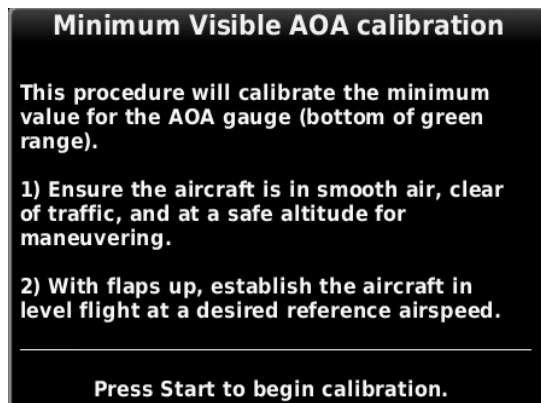 Minimum Visible AOA calibration
This procedure will calibrate the minimum
value for the AOA gauge (bottom of green
range).
1) Ensure the aircraft is in smooth air, clear
of traffic, and at a safe altitude for
maneuvering.
2) With flaps up, establish the aircraft in
level flight at a desired reference airspeed.
Press Start to begin calibration.